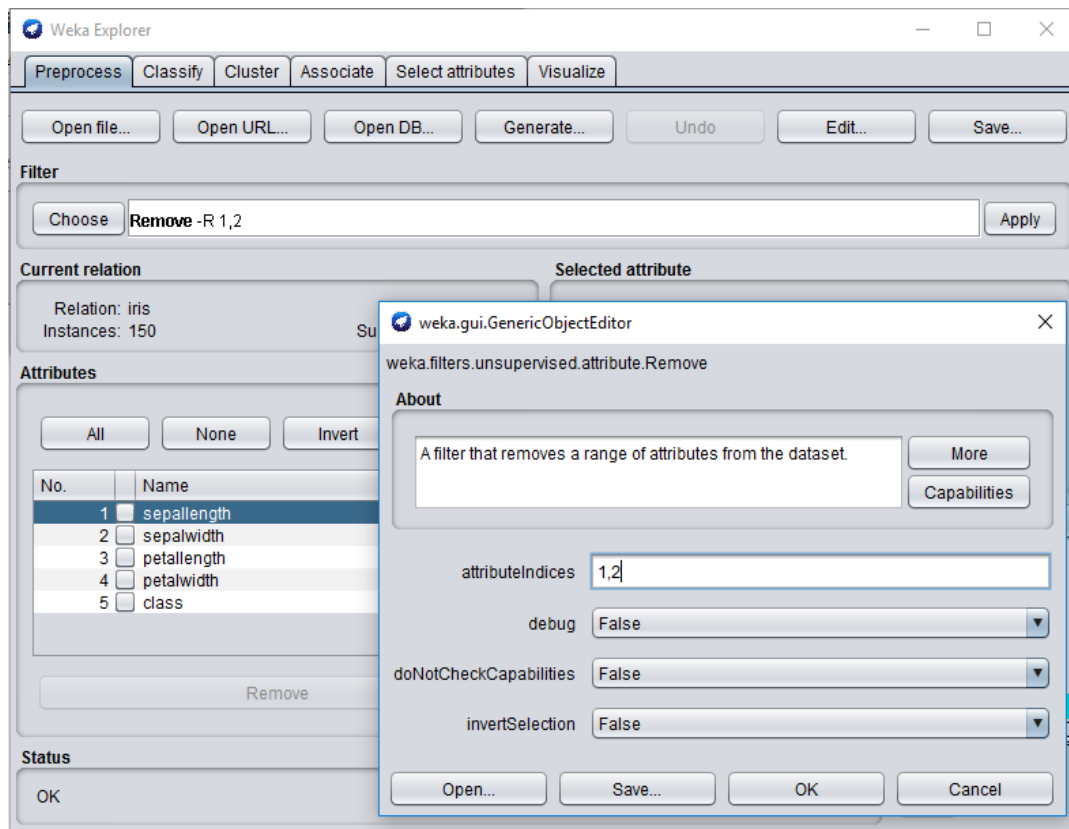 Weka Explorer
Preprocess Classify Cluster Associate Select attributes Visualize
Open file... Open URL... Open DB... Generate... Undo Edit... Save...
Filter
Choose Remove -R 1,2 Apply
Current relation
Relation: iris
Instances: 150 Su
Selected attribute
Attributes
All None Invert
No. Name
1 sepallength
2 sepalwidth
3 petallength
4 petalwidth
5 class
Remove
Status
OK
weka.gui.GenericObjectEditor
weka.filters.unsupervised.attribute.Remove
About
A filter that removes a range of attributes from the dataset.
More
Capabilities
attributeIndices 1,2
debug False
doNotCheckCapabilities False
invertSelection False
Open... Save... OK Cancel